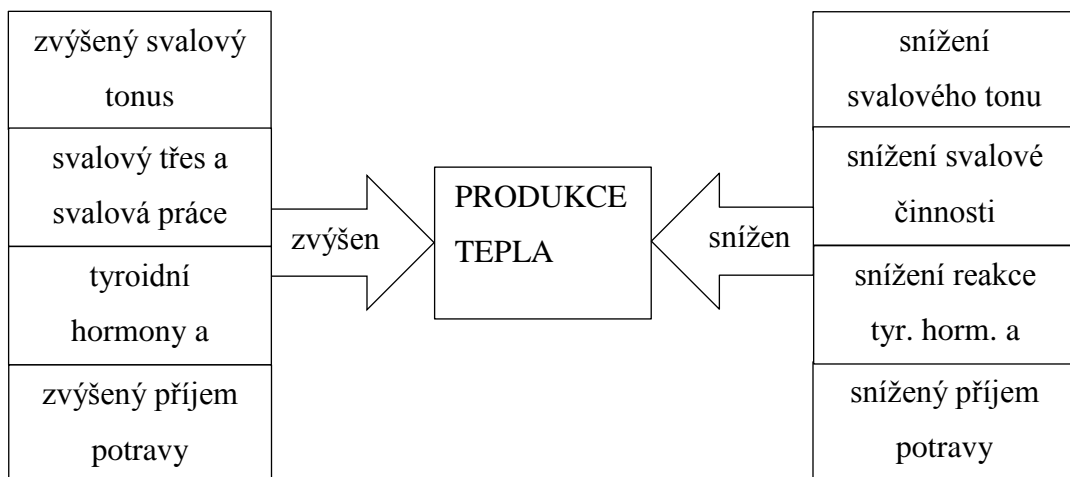 zvýšený svalový
tonus
svalový třes a
svalová práce
tyroidní
hormony a
zvýšený příjem
potravy
zvýšen
PRODUKCE
TEPLA
snížen
snížení
svalového tonu
snížení svalové
činnosti
snížení reakce
tyr. horm. a
snížený příjem
potravy